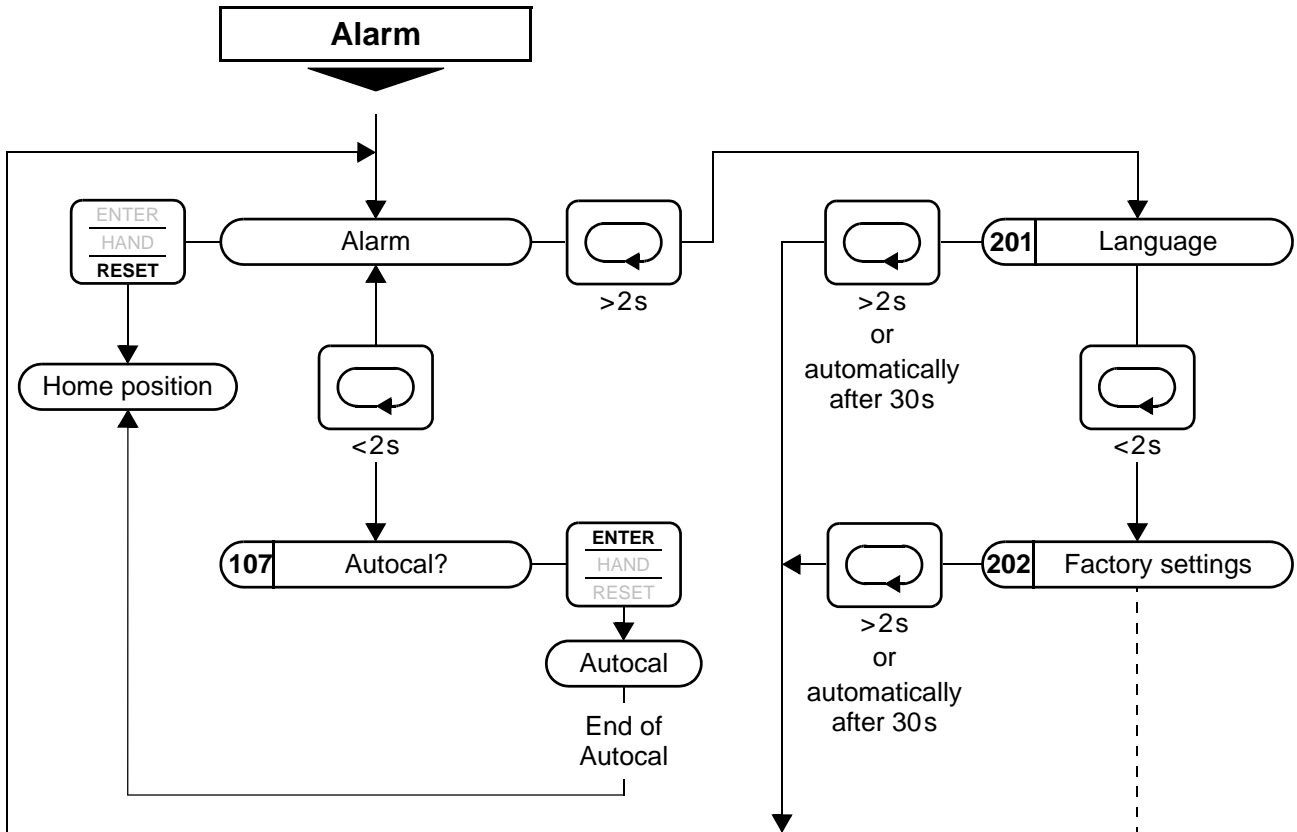 Alarm
ENTER
HAND
RESET
Alarm
>2s
>2s
or
automatically
after 30s
201 Language
Home position
<2s
<2s
107 Autocal?
ENTER
HAND
RESET
>2s
or
automatically
after 30s
202 Factory settings
Autocal
End of
Autocal